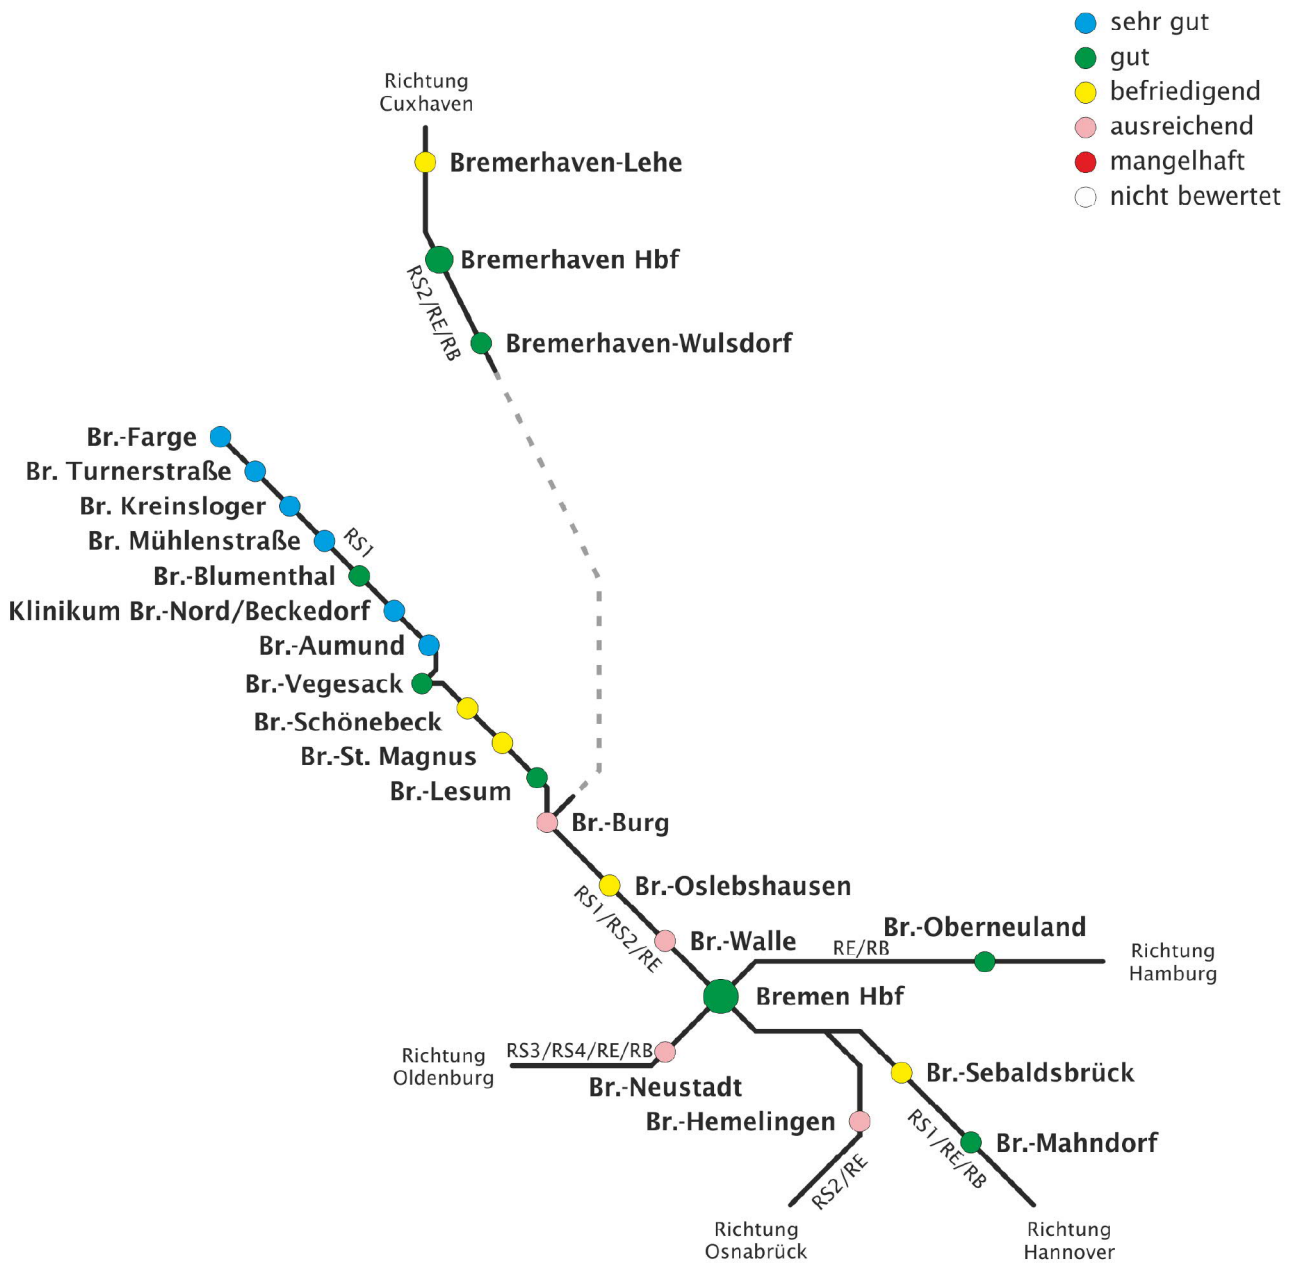 sehr gut
gut
befriedigend
ausreichend
mangelhaft
nicht bewertet
Richtung
Cuxhaven
Bremerhaven-Lehe
Bremerhaven Hbf
RS2/RE/RB
Bremerhaven-Wulsdorf
Br.-Farge
Br. Turnerstraße
Br. Kreinsloger
Br. Mühlenstraße
RS1
Br.-Blumenthal
Klinikum Br.-Nord/Beckedorf
Br.-Aumund
Br.-Vegesack
Br.-Schönebeck
Br.-St. Magnus
Br.-Lesum
Br.-Burg
Br.-Oslebshausen
RS1/RS2/RE
Br.-Walle
Br.-Oberneuland
RE/RB
Richtung
Hamburg
Bremen Hbf
RS3/RS4/RE/RB
Richtung
Oldenburg
Br.-Neustadt
Br.-Sebaldsbrück
Br.-Hemelingen
RS1/RE/RB
Br.-Mahndorf
RS2/RE
Richtung
Osnabrück
Richtung
Hannover